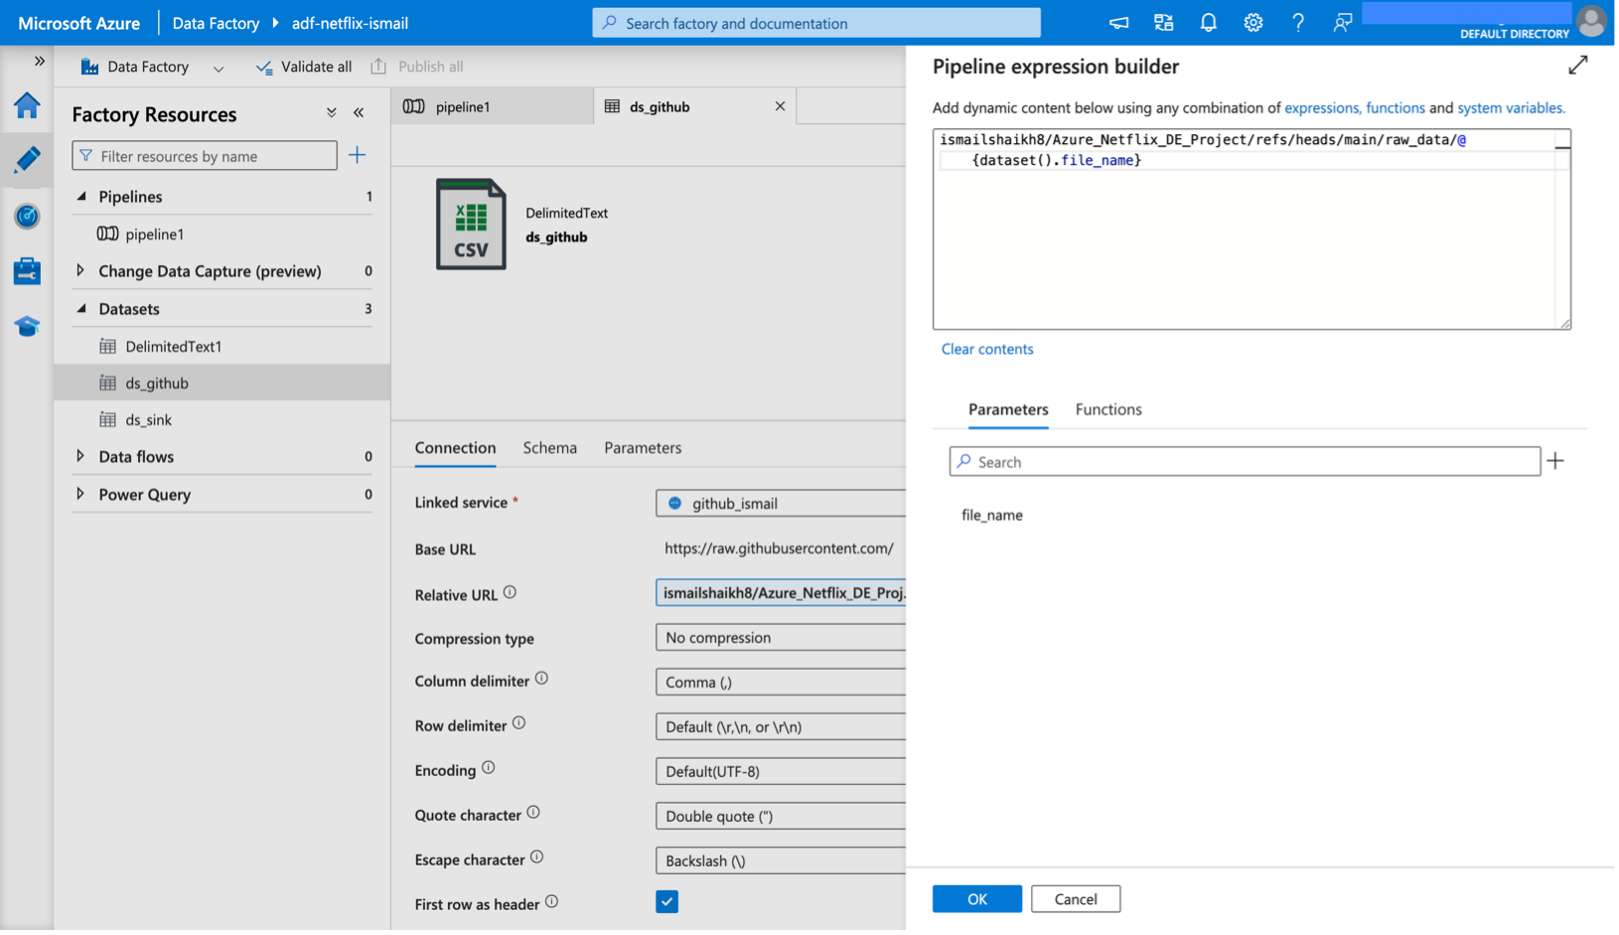 Microsoft Azure
Data Factory
adf-netflix-ismail
Search factory and documentation
DEFAULT DIRECTORY
Data Factory
Validate all
Publish all
Factory Resources
Filter resources by name
Pipelines 1
pipeline1
Change Data Capture (preview) 0
Datasets 3
DelimitedText1
ds_github
ds_sink
Data flows 0
Power Query 0
pipeline1
ds_github
CSV
DelimitedText
ds_github
Connection
Schema
Parameters
Linked service *
github_ismail
Base URL
https://raw.githubusercontent.com/
Relative URL
ismailshaikh8/Azure_Netflix_DE_Proj.
Compression type
No compression
Column delimiter
Comma (,)
Row delimiter
Default (\r,\n, or \r\n)
Encoding
Default(UTF-8)
Quote character
Double quote (")
Escape character
Backslash (\)
First row as header
Pipeline expression builder
Add dynamic content below using any combination of expressions, functions and system variables.
ismailshaikh8/Azure_Netflix_DE_Project/refs/heads/main/raw_data/@
{dataset().file_name}
Clear contents
Parameters
Functions
Search
file_name
OK
Cancel